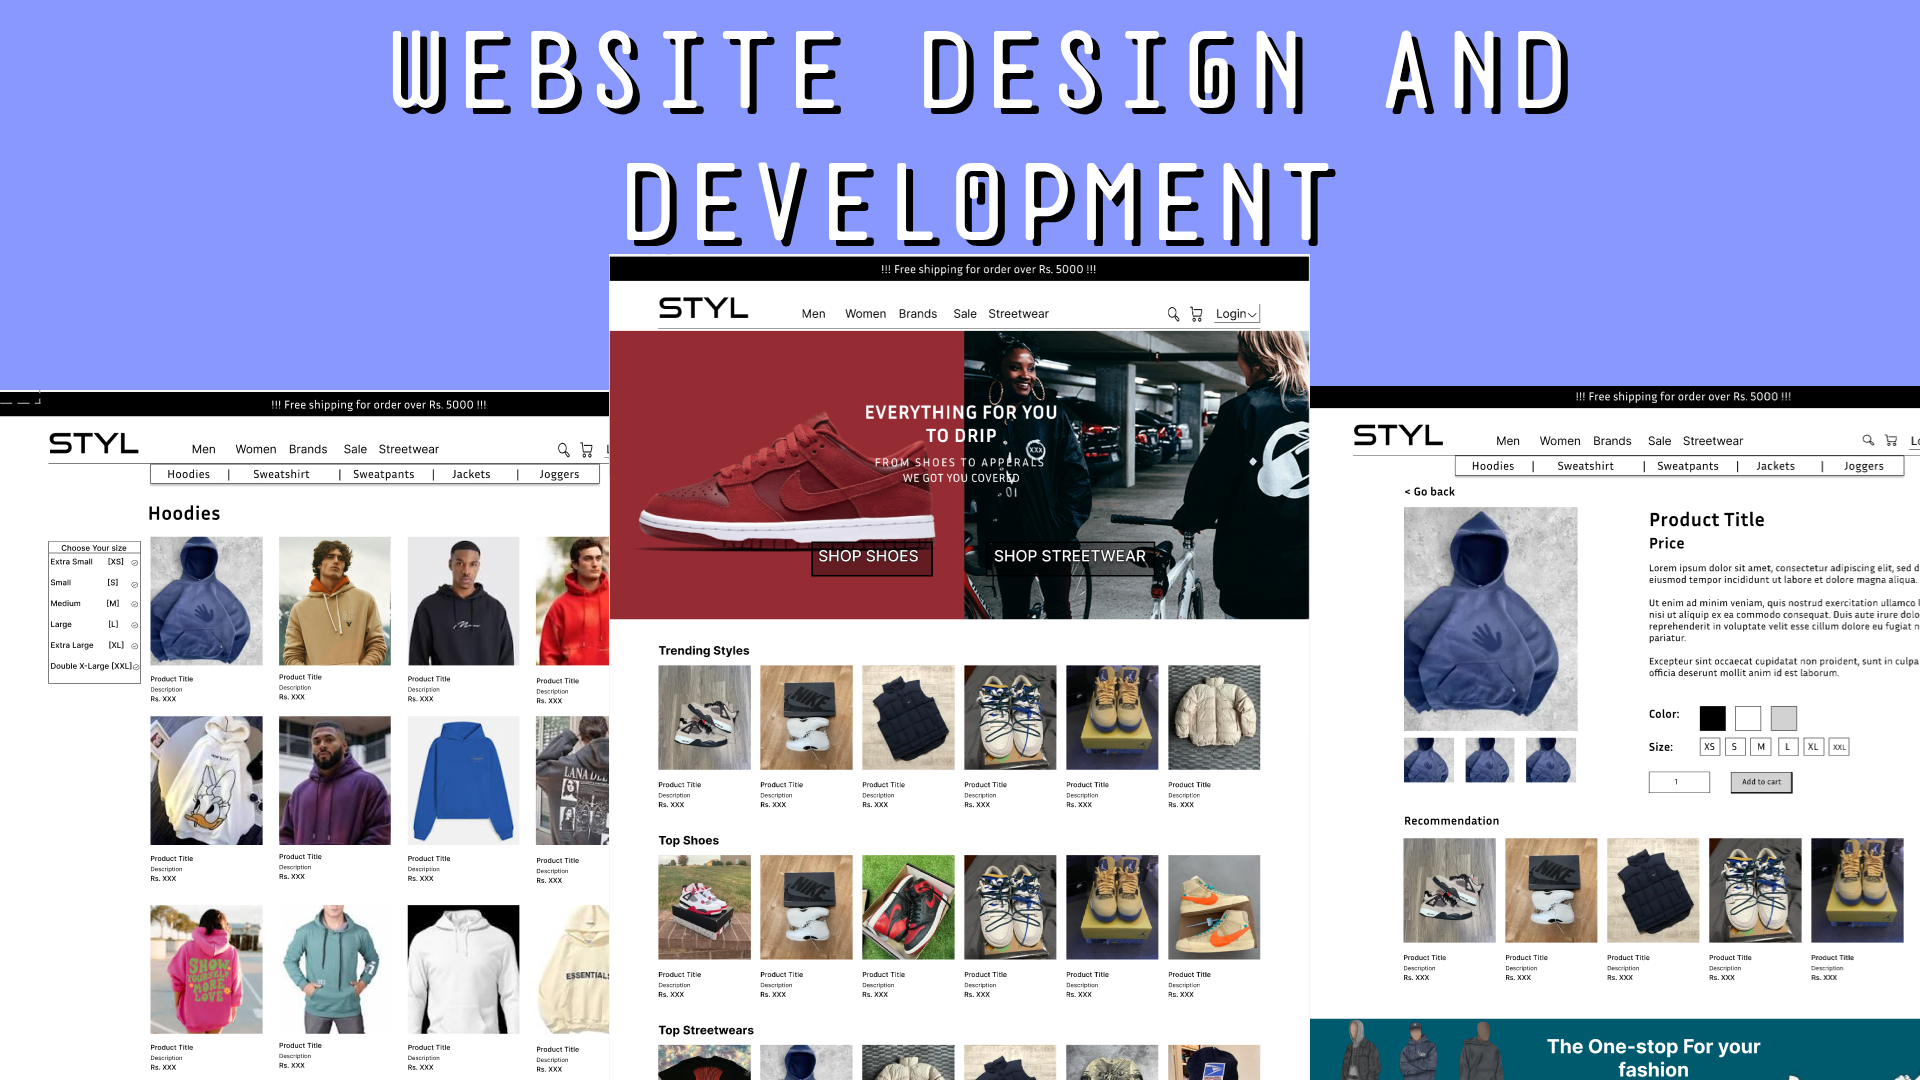 WEBSITE DESIGN AND
DEVELOPMENT
!!! Free shipping for order over Rs. 5000 !!!
STYL
Men Women Brands Sale Streetwear
Hoodies | Sweatshirt | Sweatpants | Jackets | Joggers
Hoodies
Choose Your size
Extra Small [XS]
Small [S]
Medium [M]
Large [L]
Extra Large [XL]
Double X-Large [XXL]
Product Title Product Title Product Title Product Title
Description Description Description Description
Rs. XXX Rs. XXX Rs. XXX Rs. XXX
LANA DEL
Product Title Product Title Product Title Product Title
Description Description Description Description
Rs. XXX Rs. XXX Rs. XXX Rs. XXX
SHOW
YOURSELF
MORE
LOVE
ESSENTIALS
Product Title Product Title Product Title Product Title
Description Description Description Description
Rs. XXX Rs. XXX Rs. XXX Rs. XXX
!!! Free shipping for order over Rs. 5000 !!!
STYL
Men Women Brands Sale Streetwear
Login
EVERYTHING FOR YOU
TO DRIP
FROM SHOES TO APPERALS
WE GOT YOU COVERED
SHOP SHOES
SHOP STREETWEAR
Trending Styles
NIKE
Product Title Product Title Product Title Product Title Product Title Product Title
Description Description Description Description Description Description
Rs. XXX Rs. XXX Rs. XXX Rs. XXX Rs. XXX Rs. XXX
Top Shoes
NIKE
Product Title Product Title Product Title Product Title Product Title Product Title
Description Description Description Description Description Description
Rs. XXX Rs. XXX Rs. XXX Rs. XXX Rs. XXX Rs. XXX
Top Streetwears
!!! Free shipping for order over Rs. 5000 !!!
STYL
Men Women Brands Sale Streetwear
Lo
Hoodies | Sweatshirt | Sweatpants | Jackets | Joggers
< Go back
Product Title
Price
Lorem ipsum dolor sit amet, consectetur adipiscing elit, sed d
eiusmod tempor incididunt ut labore et dolore magna aliqua.
Ut enim ad minim veniam, quis nostrud exercitation ullamco l
nisi ut aliquip ex ea commodo consequat. Duis aute irure dolo
reprehenderit in voluptate velit esse cillum dolore eu fugiat n
pariatur.
Excepteur sint occaecat cupidatat non proident, sunt in culpa
officia deserunt mollit anim id est laborum.
Color:
Size: XS S M L XL XXL
1 Add to cart
Recommendation
NIKE
Product Title Product Title Product Title Product Title Product Title
Description Description Description Description Description
Rs. XXX Rs. XXX Rs. XXX Rs. XXX Rs. XXX
The One-stop For your
fashion